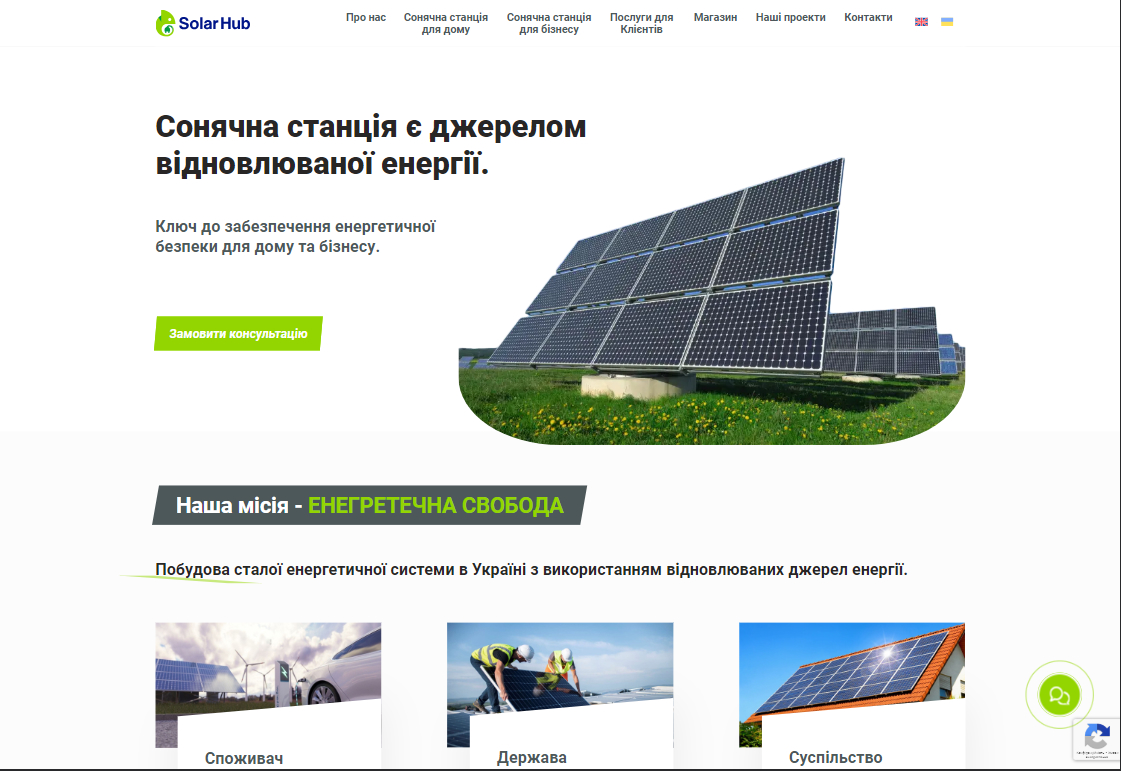 SolarHub
Про нас
Сонячна станція
для дому
Сонячна станція
для бізнесу
Послуги для
Клієнтів
Магазин
Наші проекти
Контакти
Сонячна станція є джерелом
відновлюваної енергії.
Ключ до забезпечення енергетичної
безпеки для дому та бізнесу.
Замовити консультацію
Наша місія - ЕНЕГРЕТЕЧНА СВОБОДА
Побудова сталої енергетичної системи в Україні з використанням відновлюваних джерел енергії.
Споживач
Держава
Суспільство